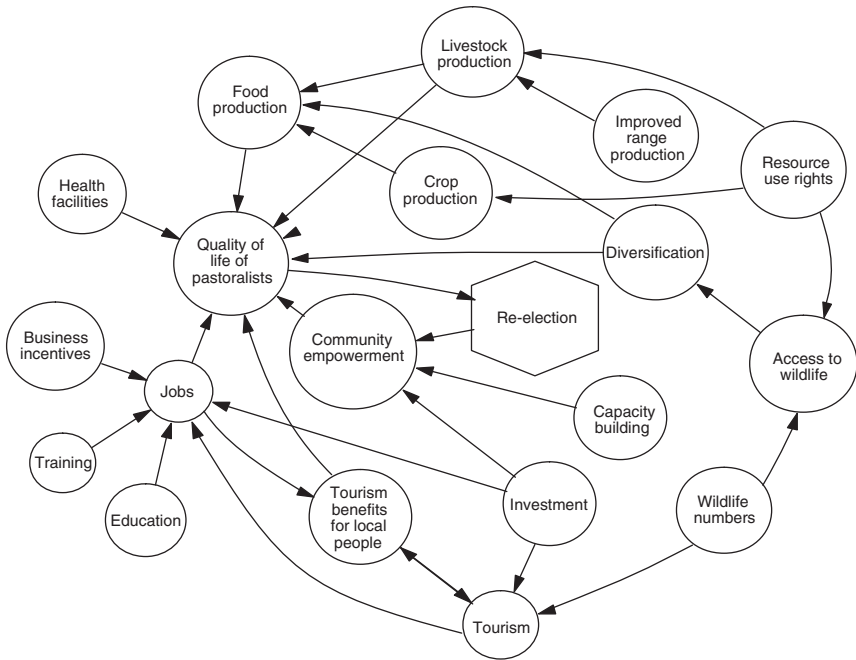 Livestock
production
Food
production
Improved
range
production
Resource
use rights
Health
facilities
Crop
production
Quality of
life of
pastoralists
Diversification
Re-election
Business
incentives
Community
empowerment
Access to
wildlife
Jobs
Capacity
building
Training
Tourism
benefits
for local
people
Investment
Wildlife
numbers
Education
Tourism